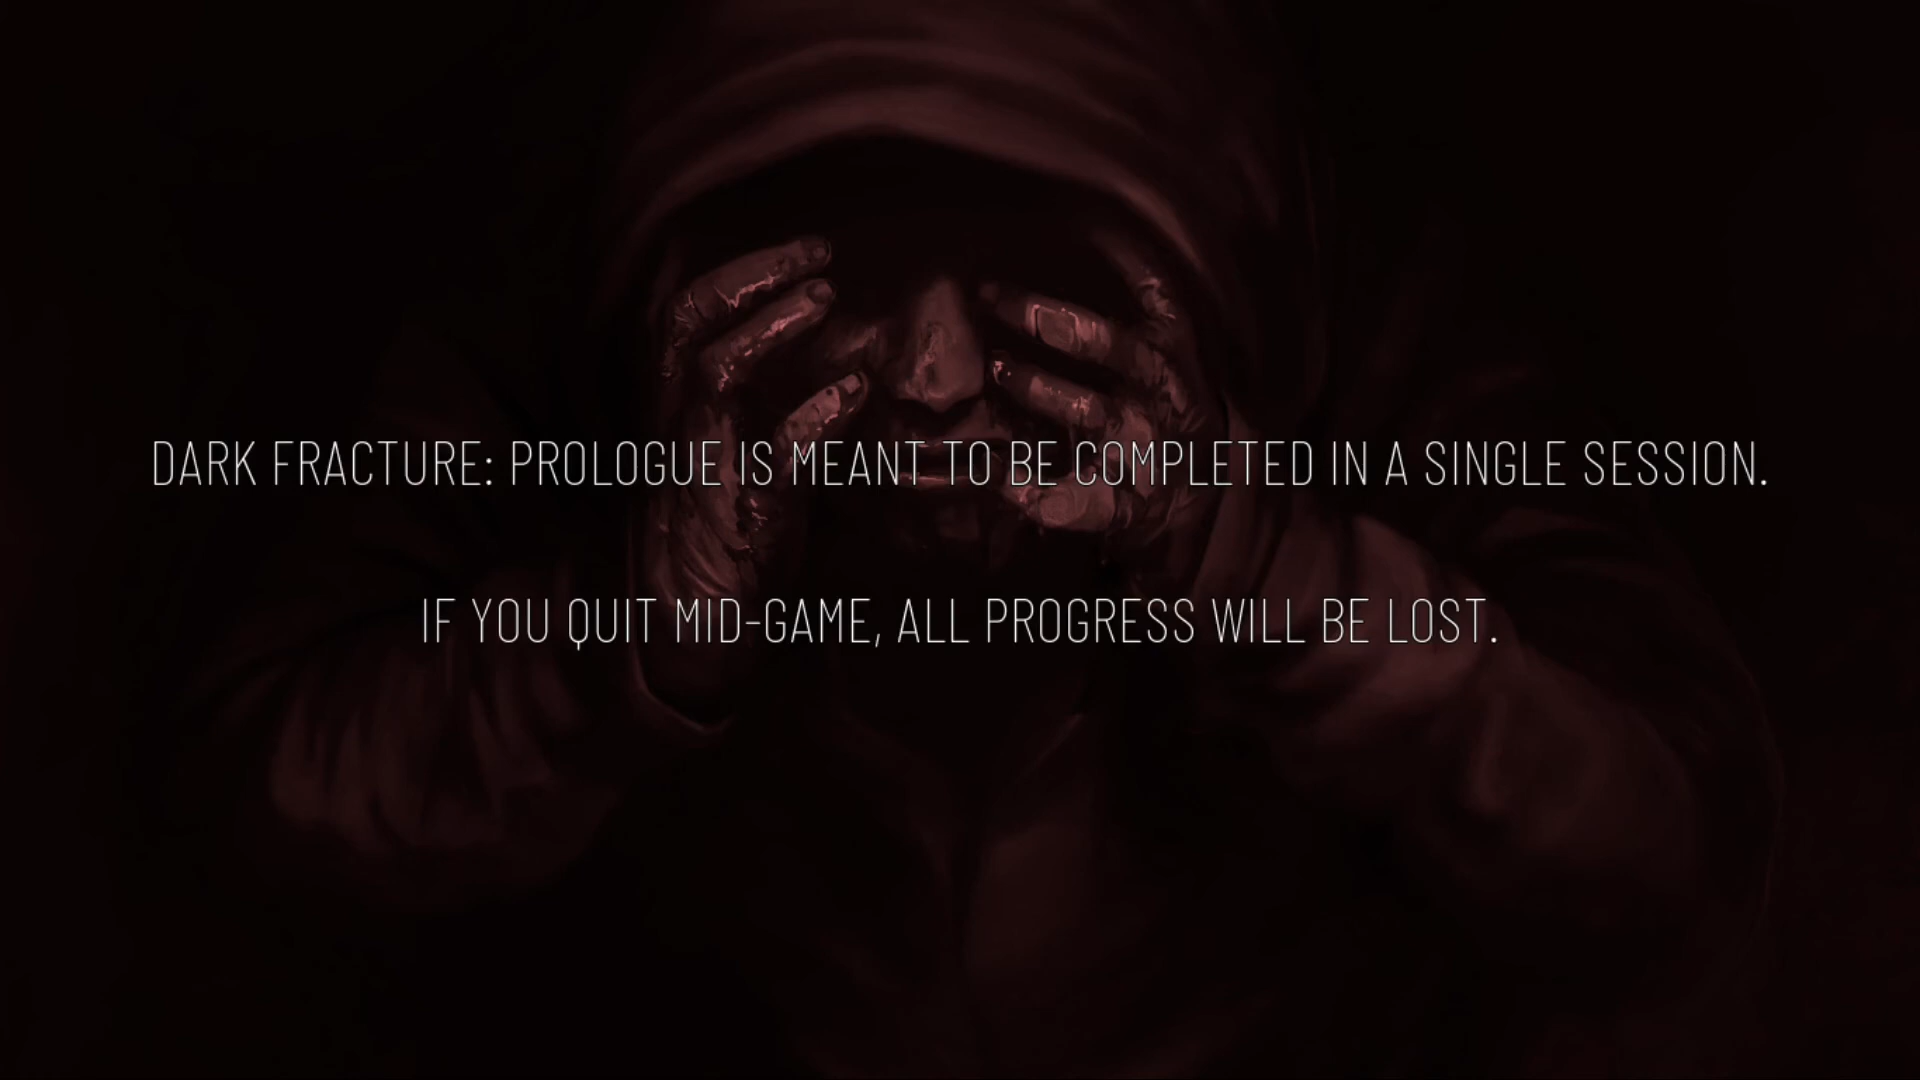 DARK FRACTURE: PROLOGUE IS MEANT TO BE COMPLETED IN A SINGLE SESSION.
IF YOU QUIT MID-GAME, ALL PROGRESS WILL BE LOST.